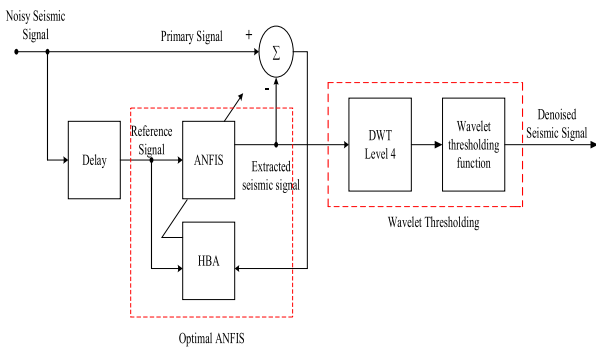 Noisy Seismic
Signal
Primary Signal
+
Σ
-
Reference
Signal
Delay
ANFIS
Extracted
seismic signal
HBA
Optimal ANFIS
DWT
Level 4
Wavelet
thresholding
function
Wavelet Thresholding
Denoised
Seismic Signal